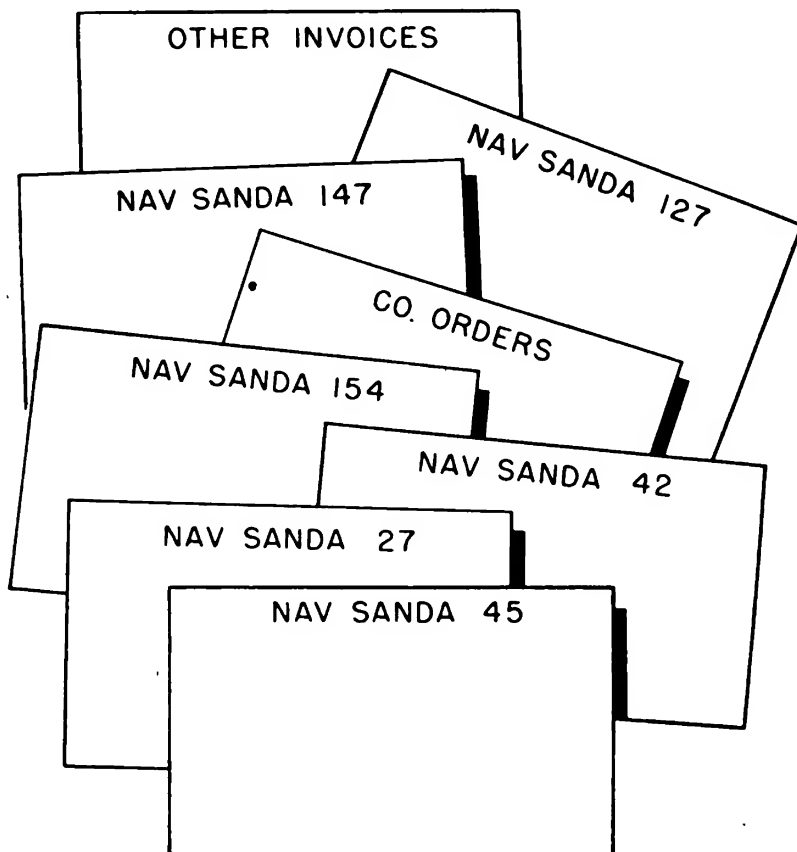 OTHER INVOICES
NAV SANDA 127
NAV SANDA 147
CO. ORDERS
NAV SANDA 154
NAV SANDA 42
NAV SANDA 27
NAV SANDA 45